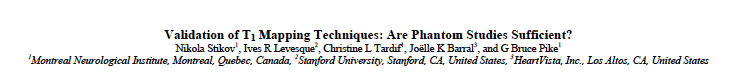 Validation of T₁ Mapping Techniques: Are Phantom Studies Sufficient?
Nikola Stikov¹, Ives R Levesque², Christine L Tardif¹, Joëlle K Barral³, and G Bruce Pike¹
¹Montreal Neurological Institute, Montreal, Quebec, Canada, ²Stanford University, Stanford, CA, United States, ³HeartVista, Inc., Los Altos, CA, United States